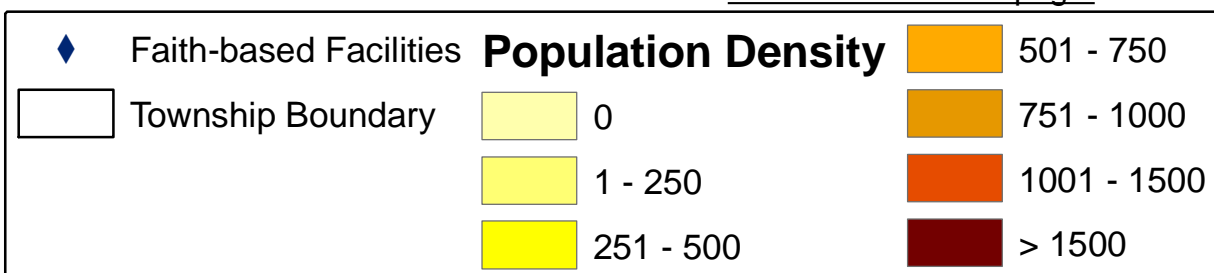 Faith-based Facilities
Township Boundary
Population Density
0
1 - 250
251 - 500
501 - 750
751 - 1000
1001 - 1500
> 1500